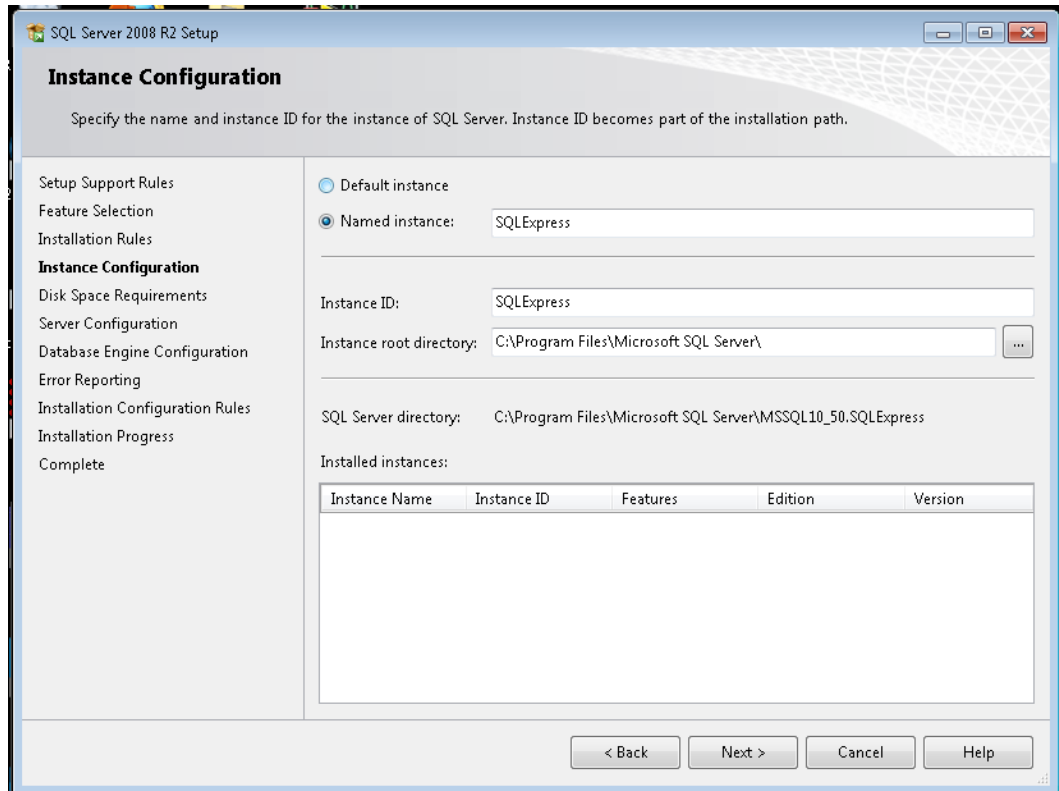 SQL Server 2008 R2 Setup
Instance Configuration
Specify the name and instance ID for the instance of SQL Server. Instance ID becomes part of the installation path.
Setup Support Rules
Feature Selection
Installation Rules
Instance Configuration
Disk Space Requirements
Server Configuration
Database Engine Configuration
Error Reporting
Installation Configuration Rules
Installation Progress
Complete
Default instance
Named instance: SQLExpress
Instance ID: SQLExpress
Instance root directory: C:\Program Files\Microsoft SQL Server\ ...
SQL Server directory: C:\Program Files\Microsoft SQL Server\MSSQL10_50.SQLExpress
Installed instances:
Instance Name Instance ID Features Edition Version
< Back Next > Cancel Help